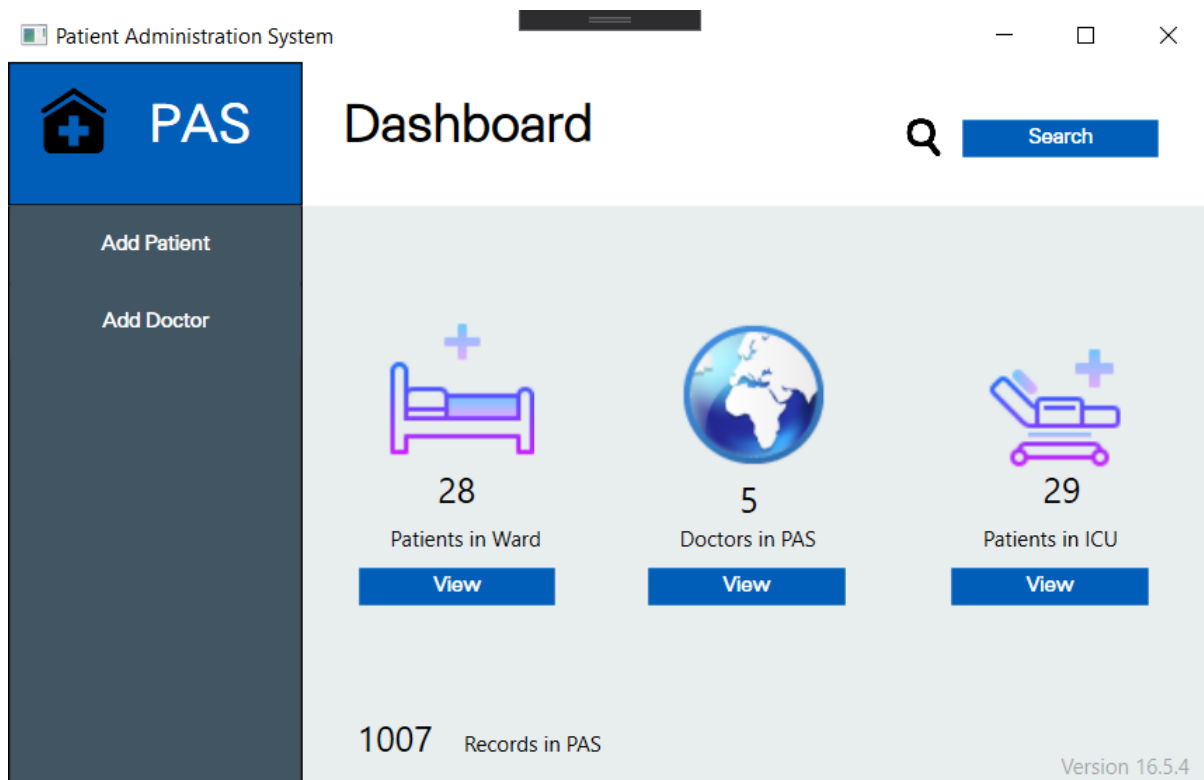 Patient Administration System
PAS
Dashboard
Search
Add Patient
Add Doctor
28
Patients in Ward
View
5
Doctors in PAS
View
29
Patients in ICU
View
1007 Records in PAS
Version 16.5.4